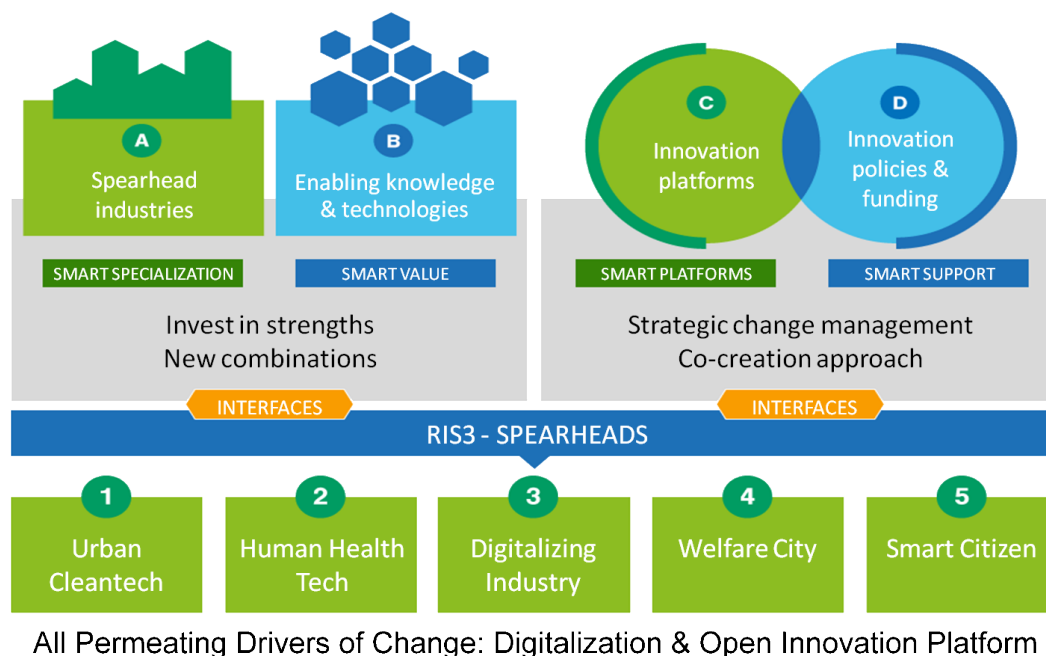 A
Spearhead
industries
B
Enabling knowledge
& technologies
C
Innovation
platforms
D
Innovation
policies &
funding
SMART SPECIALIZATION
SMART VALUE
SMART PLATFORMS
SMART SUPPORT
Invest in strengths
New combinations
Strategic change management
Co-creation approach
INTERFACES
INTERFACES
RIS3 - SPEARHEADS
1
Urban
Cleantech
2
Human Health
Tech
3
Digitalizing
Industry
4
Welfare City
5
Smart Citizen
All Permeating Drivers of Change: Digitalization & Open Innovation Platform